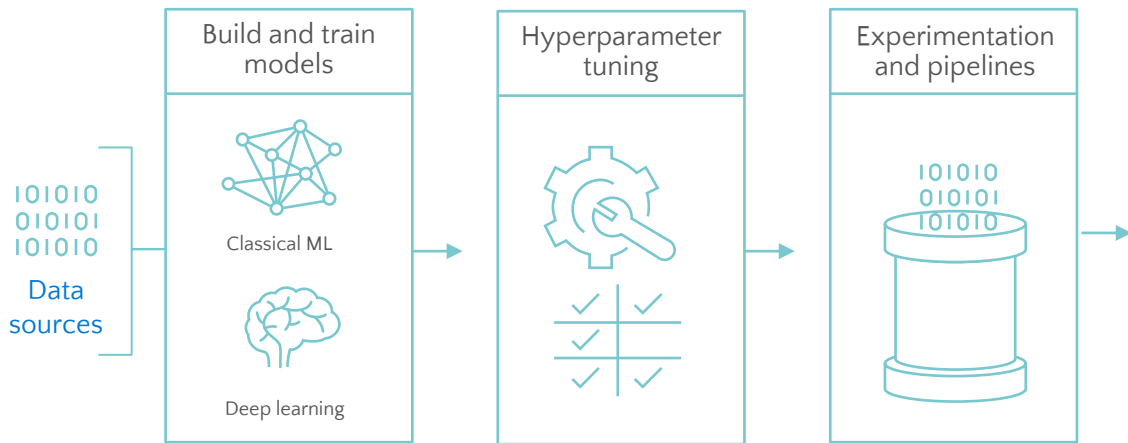 Build and train
models
Hyperparameter
tuning
Experimentation
and pipelines
101010
010101
101010
Data
sources
Classical ML
Deep learning
101010
010101
101010